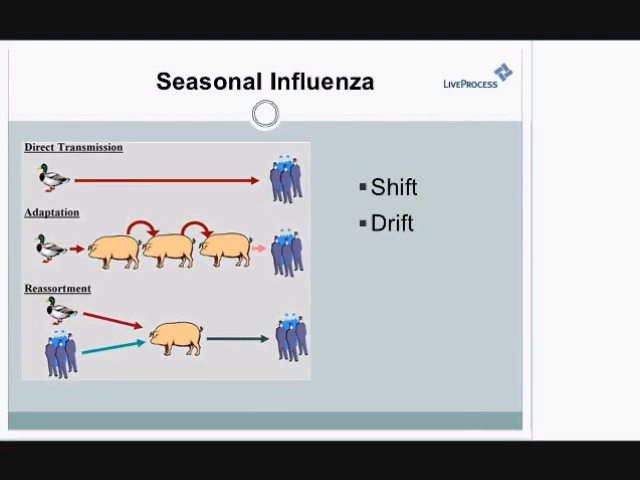 Seasonal Influenza
LIVEPROCESS
Direct Transmission
Adaptation
Reassortment
▪ Shift
▪ Drift